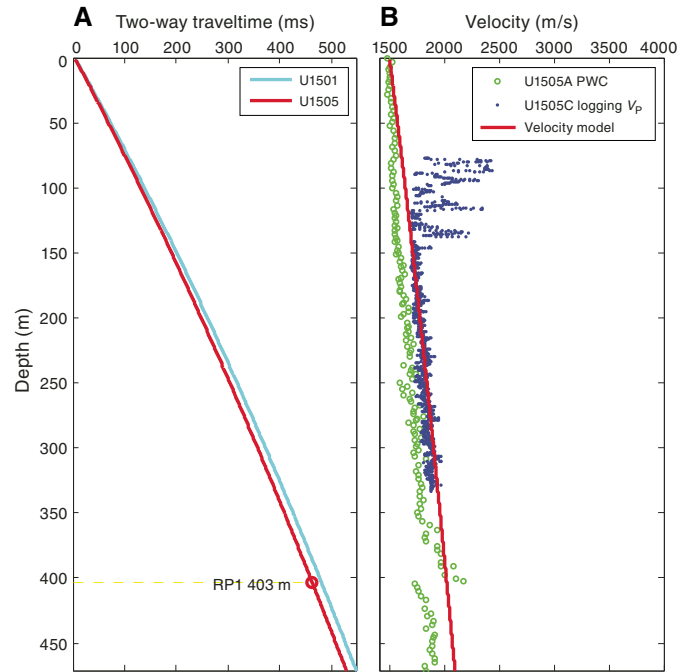 A
Two-way traveltime (ms)
0 100 200 300 400
U1501
U1505
0
50
100
150
200
250
300
350
400
450
Depth (m)
RP1 403 m
B
Velocity (m/s)
1500 2000 2500 3000 3500 4000
U1505A PWC
U1505C logging VP
Velocity model